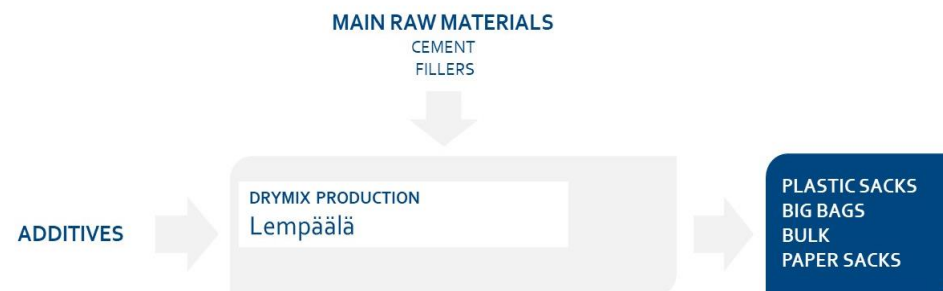 MAIN RAW MATERIALS
CEMENT
FILLERS
DRYMIX PRODUCTION
Lempäälä
ADDITIVES
PLASTIC SACKS
BIG BAGS
BULK
PAPER SACKS